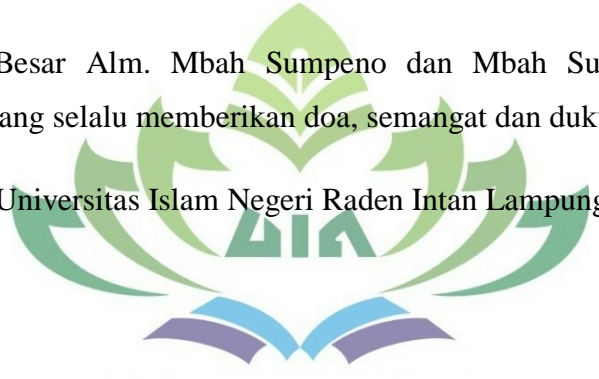 Besar Alm. Mbah Sumpeno dan Mbah Su
ang selalu memberikan doa, semangat dan duk
Universitas Islam Negeri Raden Intan Lampung
UIN